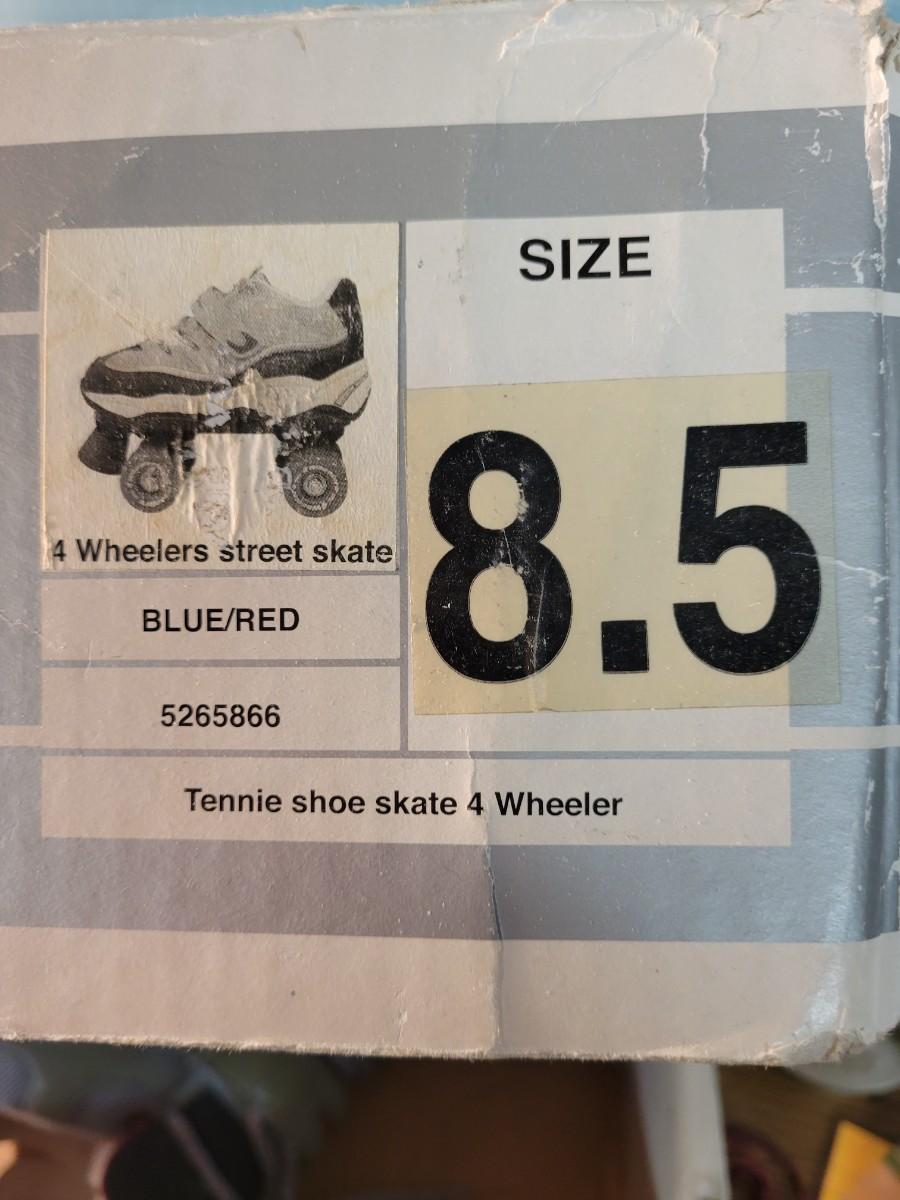 SIZE
8.5
4 Wheelers street skate
BLUE/RED
5265866
Tennie shoe skate 4 Wheeler